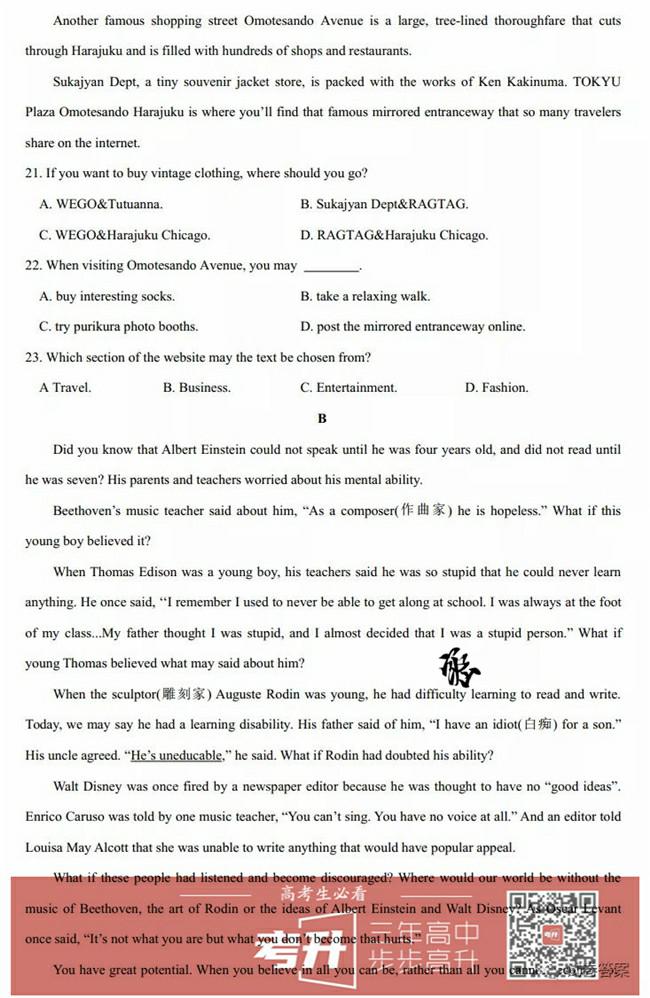 Another famous shopping street Omotesando Avenue is a large, tree-lined thoroughfare that cuts
through Harajuku and is filled with hundreds of shops and restaurants.
Sukajyan Dept, a tiny souvenir jacket store, is packed with the works of Ken Kakinuma. TOKYU
Plaza Omotesando Harajuku is where you’ll find that famous mirrored entranceway that so many travelers
share on the internet.
21. If you want to buy vintage clothing, where should you go?
A. WEGO&Tutuanna. B. Sukajyan Dept&RAGTAG.
C. WEGO&Harajuku Chicago. D. RAGTAG&Harajuku Chicago.
22. When visiting Omotesando Avenue, you may ________.
A. buy interesting socks. B. take a relaxing walk.
C. try purikura photo booths. D. post the mirrored entranceway online.
23. Which section of the website may the text be chosen from?
A Travel. B. Business. C. Entertainment. D. Fashion.
B
Did you know that Albert Einstein could not speak until he was four years old, and did not read until
he was seven? His parents and teachers worried about his mental ability.
Beethoven’s music teacher said about him, “As a composer(作曲家) he is hopeless.” What if this
young boy believed it?
When Thomas Edison was a young boy, his teachers said he was so stupid that he could never learn
anything. He once said, ‘‘I remember I used to never be able to get along at school. I was always at the foot
of my class...My father thought I was stupid, and I almost decided that I was a stupid person.” What if
young Thomas believed what may said about him?
When the sculptor(雕刻家) Auguste Rodin was young, he had difficulty learning to read and write.
Today, we may say he had a learning disability. His father said of him, “I have an idiot(白痴) for a son.”
His uncle agreed. “He’s uneducable,” he said. What if Rodin had doubted his ability?
Walt Disney was once fired by a newspaper editor because he was thought to have no “good ideas”.
Enrico Caruso was told by one music teacher, “You can’t sing. You have no voice at all.” And an editor told
Louisa May Alcott that she was unable to write anything that would have popular appeal.
What if these people had listened and become discouraged? Where would our world be without the
高考生必看
music of Beethoven, the art of Rodin or the ideas of Albert Einstein and Walt Disney? As Oscar Levant
once said, “It’s not what you are but what you don’t become that hurts.”
考升 三年高中
步步高升
You have great potential. When you believe in all you can be, rather than all you
答案